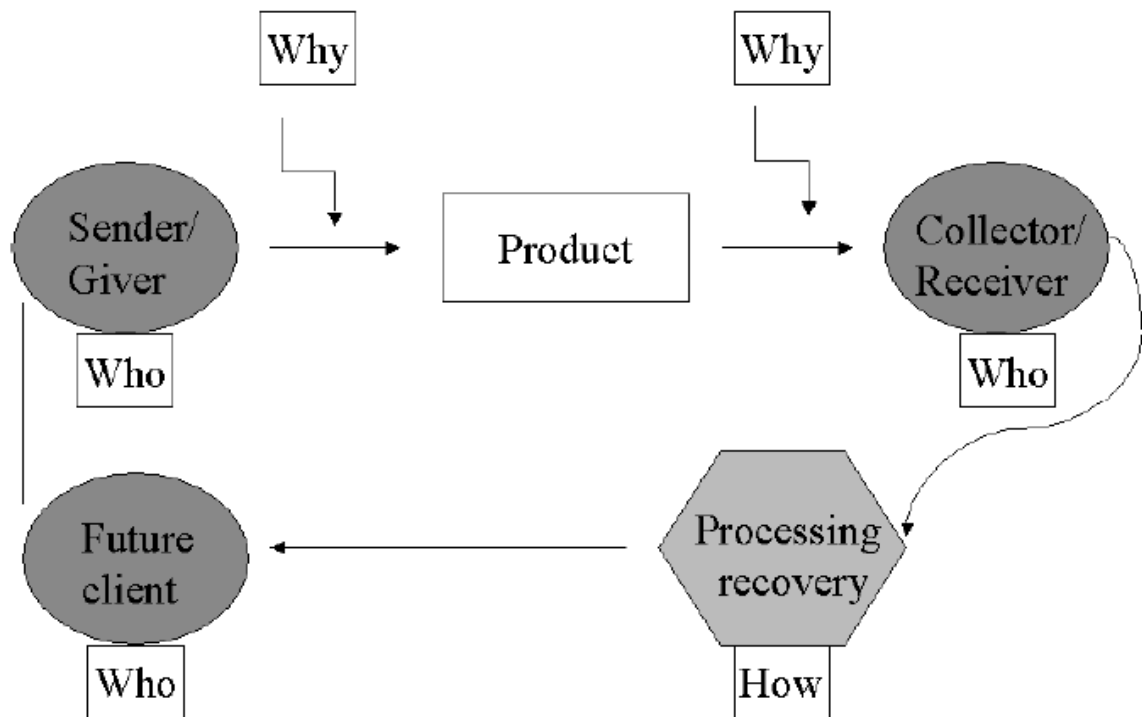 Why
Why
Sender/
Giver
Product
Collector/
Receiver
Who
Who
Future
client
Processing
recovery
Who
How